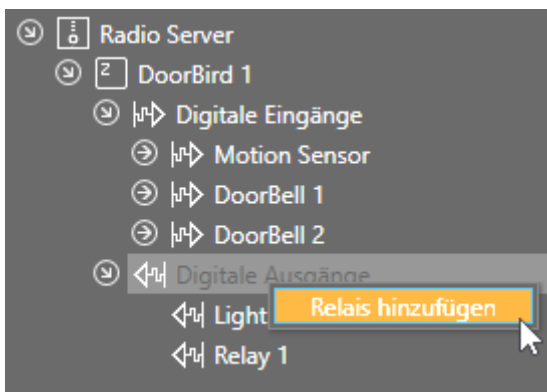 Radio Server
DoorBird 1
Digitale Eingänge
Motion Sensor
DoorBell 1
DoorBell 2
Digitale Ausgänge
Light
Relais hinzufügen
Relay 1